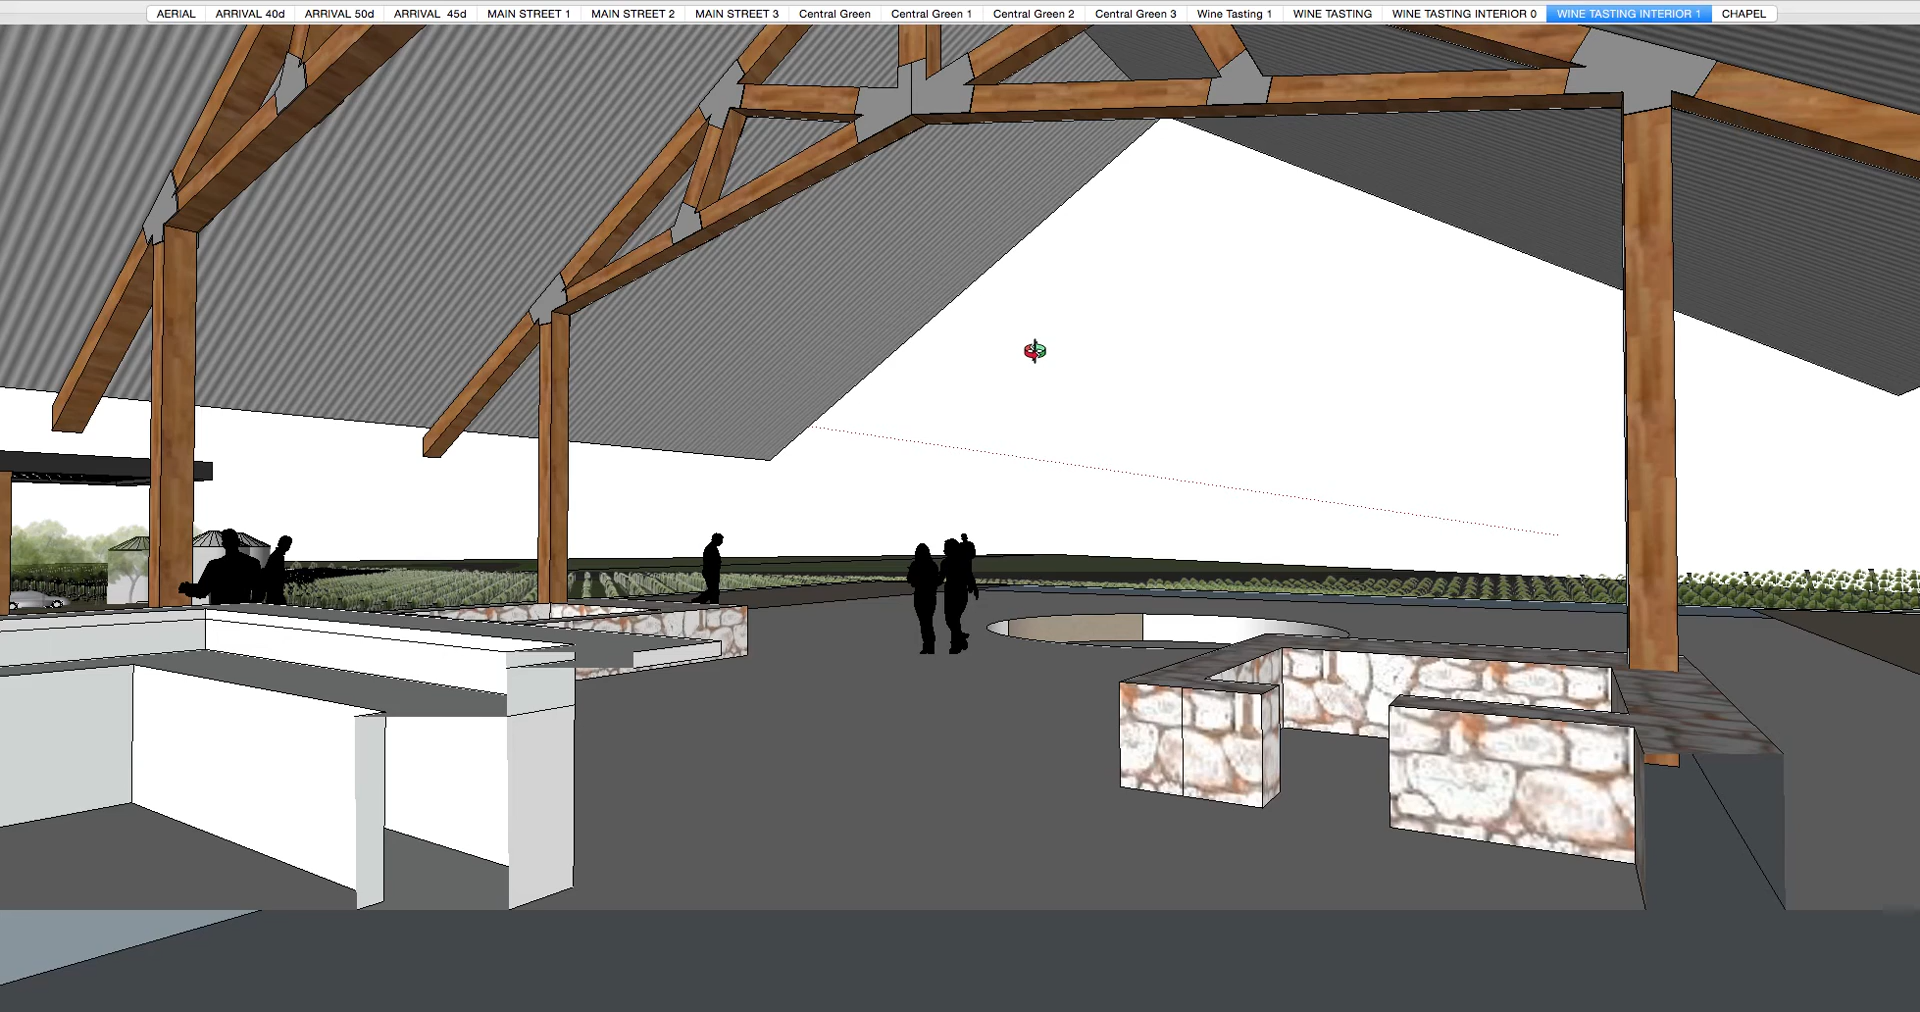 AERIAL ARRIVAL 40d ARRIVAL 50d ARRIVAL 45d MAIN STREET 1 MAIN STREET 2 MAIN STREET 3 Central Green Central Green 1 Central Green 2 Central Green 3 Wine Tasting 1 WINE TASTING WINE TASTING INTERIOR 0 WINE TASTING INTERIOR 1 CHAPEL